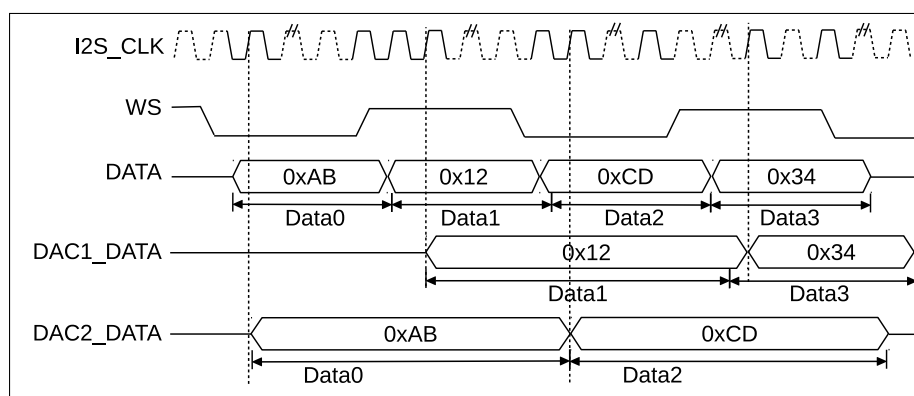 I2S_CLK
WS
DATA 0xAB 0x12 0xCD 0x34
Data0 Data1 Data2 Data3
DAC1_DATA 0x12 0x34
Data1 Data3
DAC2_DATA 0xAB 0xCD
Data0 Data2